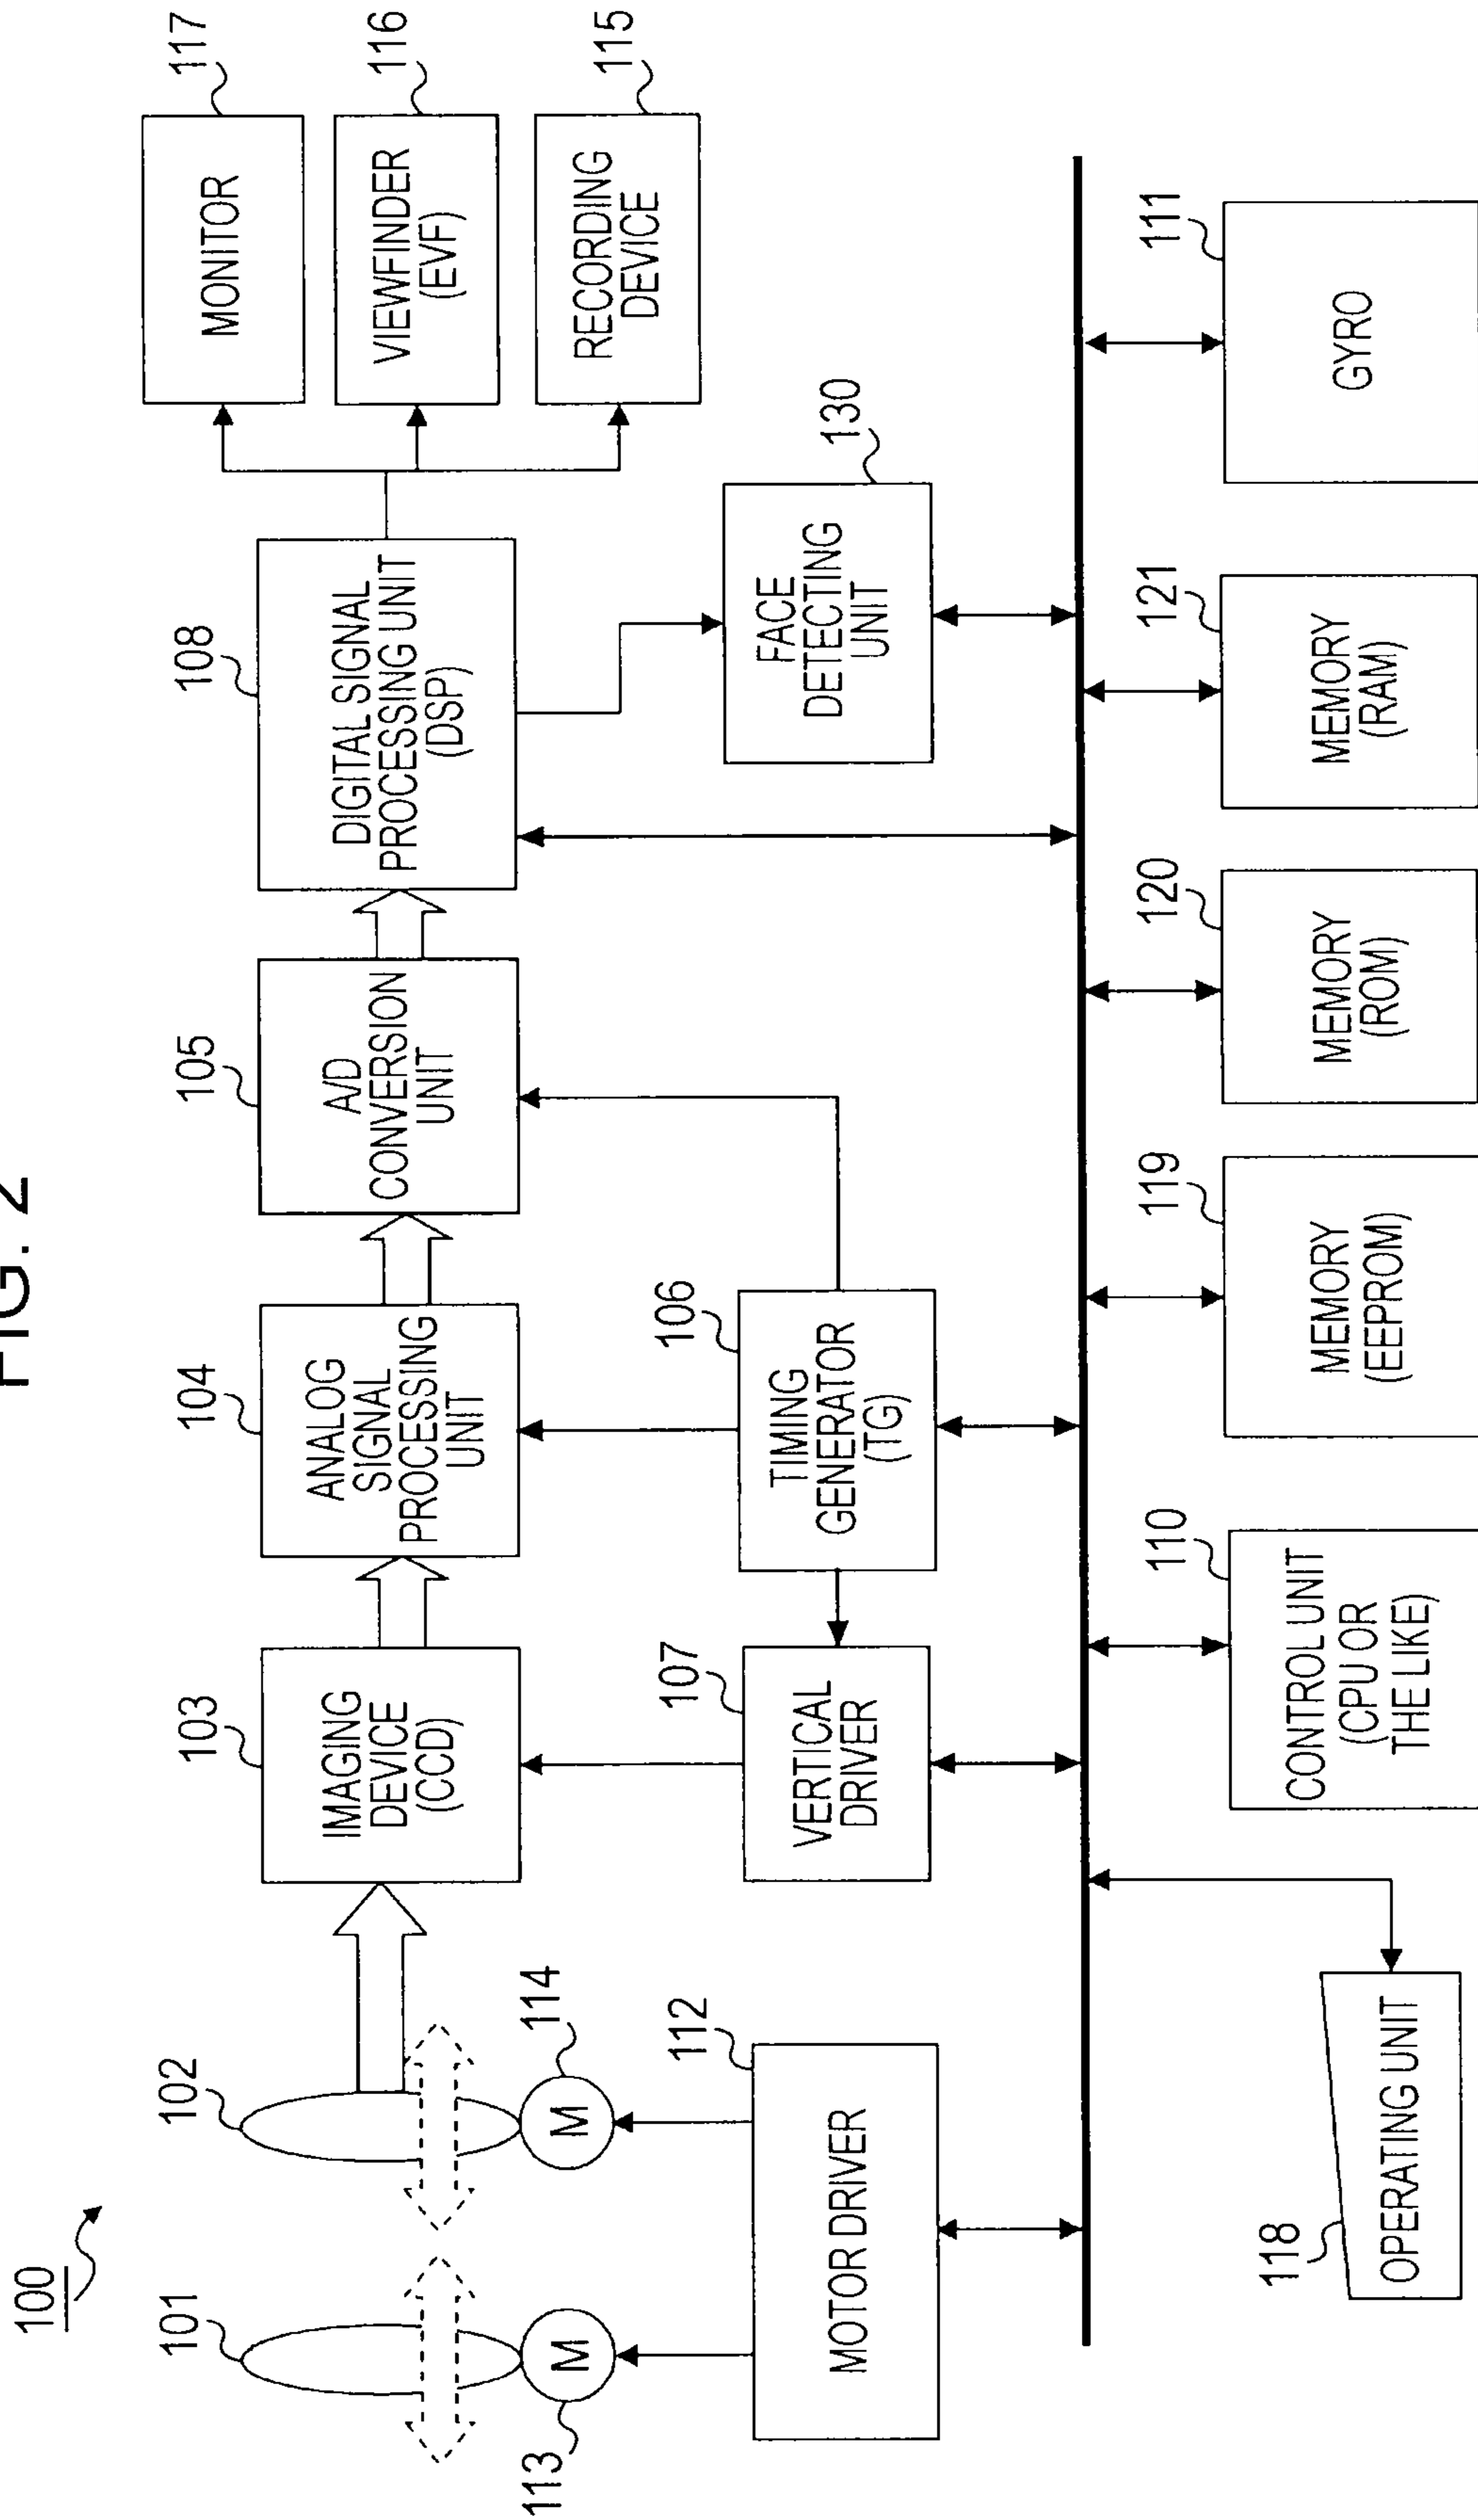 FIG. 2
100
101
102
103
104
105
108
117
116
115
IMAGING
DEVICE
(CCD)
ANALOG
SIGNAL
PROCESSING
UNIT
A/D
CONVERSION
UNIT
DIGITAL SIGNAL
PROCESSING UNIT
(DSP)
MONITOR
VIEWFINDER
(EVF)
RECORDING
DEVICE
113
M
114
M
112
MOTOR DRIVER
107
VERTICAL
DRIVER
106
TIMING
GENERATOR
(TG)
130
FACE
DETECTING
UNIT
118
OPERATING UNIT
110
CONTROL UNIT
(CPU OR
THE LIKE)
119
MEMORY
(EEPROM)
120
MEMORY
(ROM)
121
MEMORY
(RAM)
111
GYRO